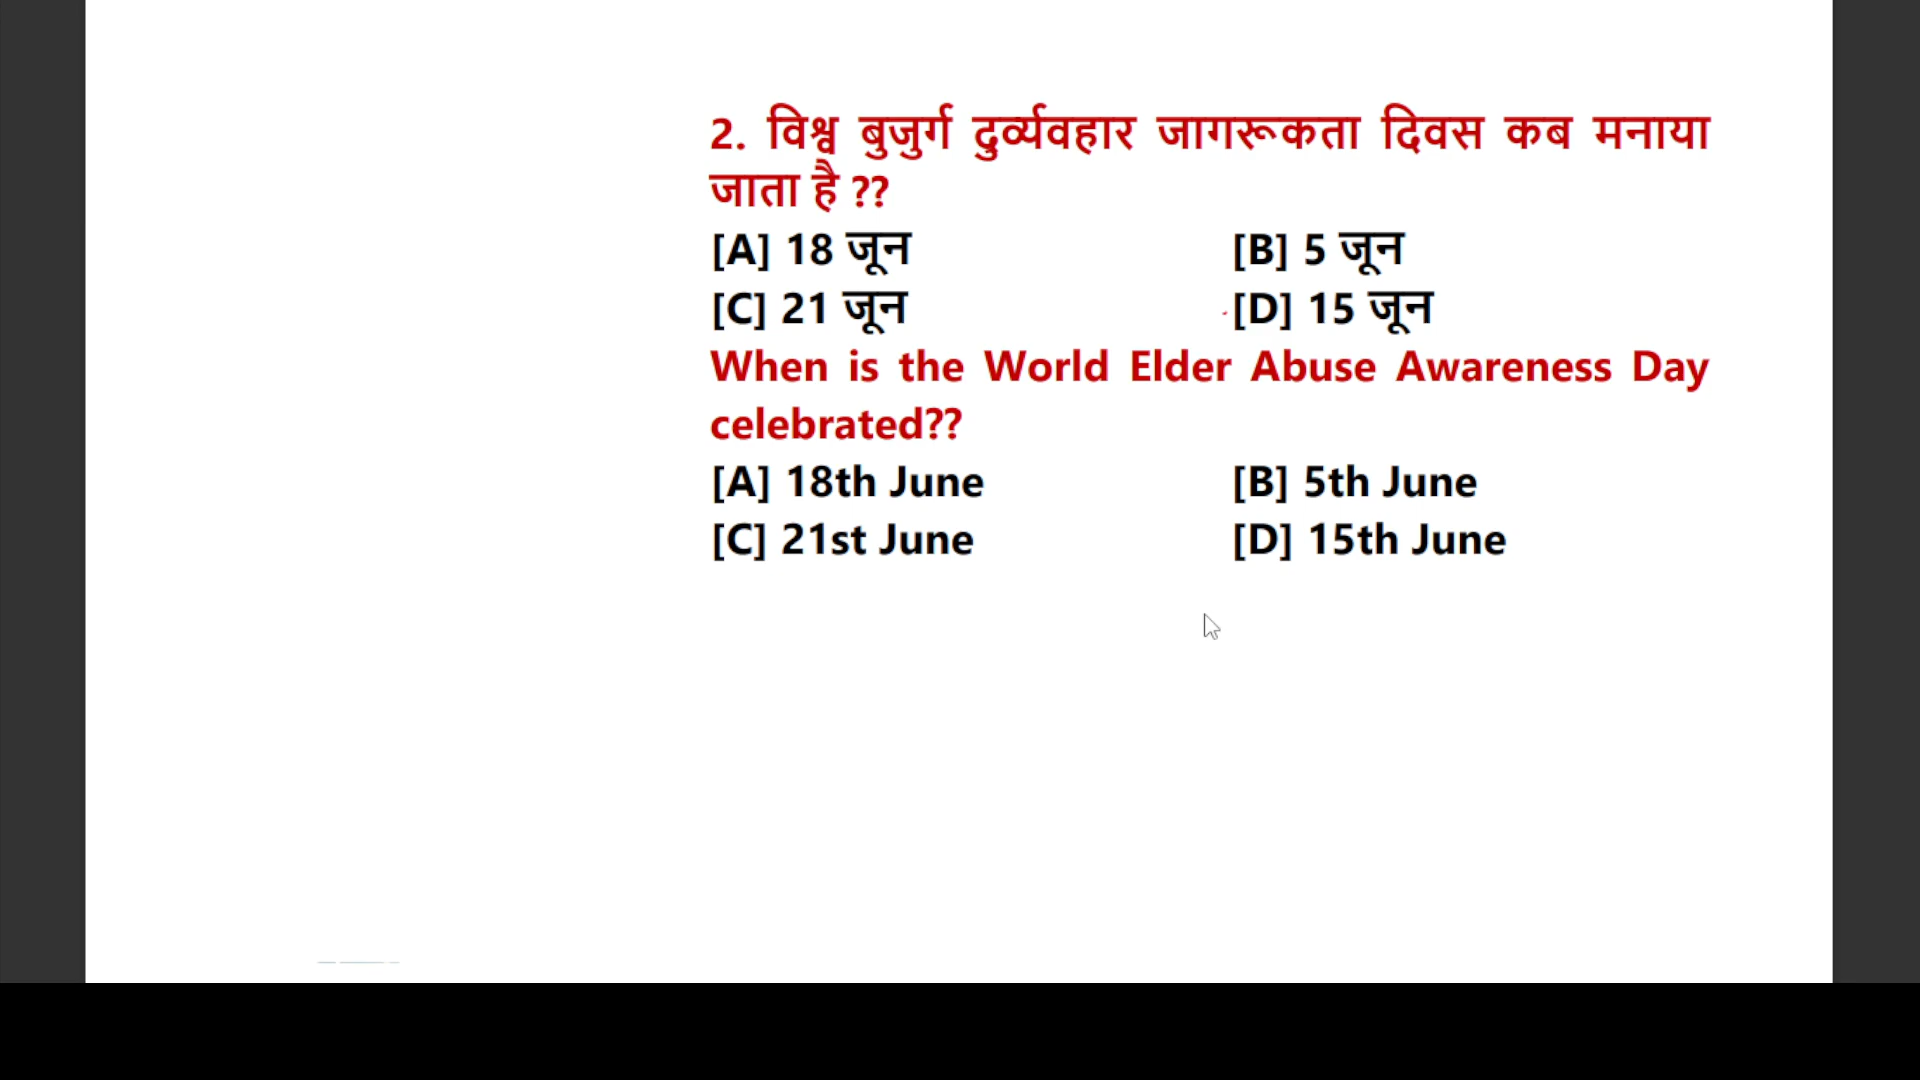 2. विश्व बुजुर्ग दुर्व्यवहार जागरूकता दिवस कब मनाया
जाता है ??
[A] 18 जून [B] 5 जून
[C] 21 जून [D] 15 जून
When is the World Elder Abuse Awareness Day
celebrated??
[A] 18th June [B] 5th June
[C] 21st June [D] 15th June